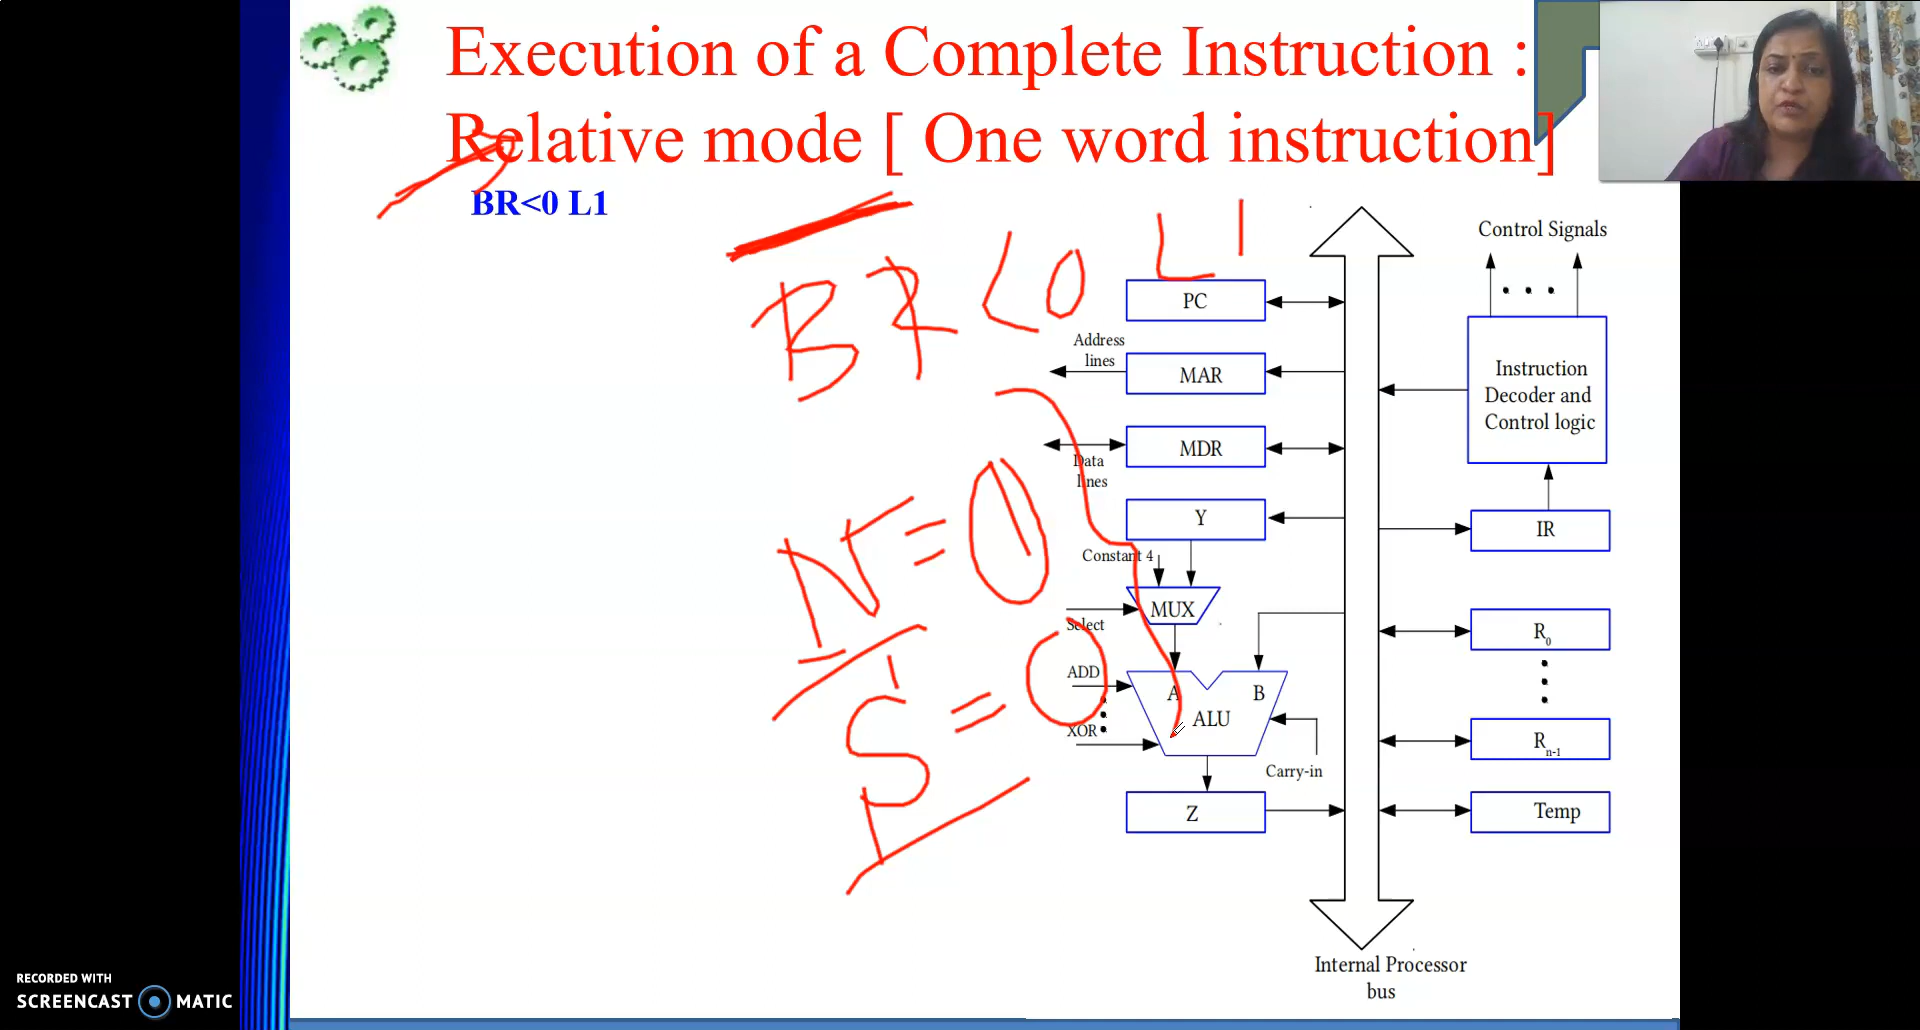 Execution of a Complete Instruction :
Relative mode [ One word instruction]
BR<0 L1
BR<0 L1
N=0
S=0
Control Signals
PC
Address
lines
MAR
Instruction
Decoder and
Control logic
MDR
Data
lines
Y
IR
Constant 4
MUX
Select
R0
ADD
A
B
ALU
XOR
Rn-1
Carry-in
Z
Temp
Internal Processor
bus
RECORDED WITH
SCREENCAST MATIC